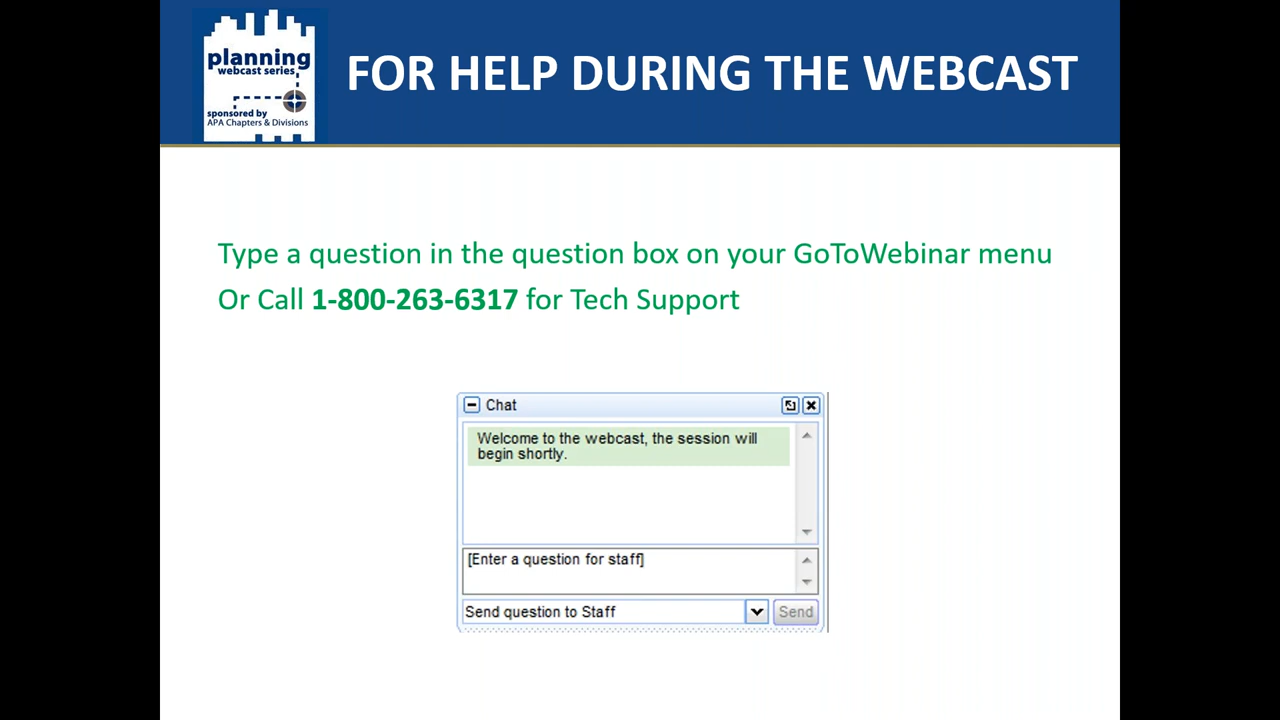 planning
webcast series
sponsored by
APA Chapters & Divisions
FOR HELP DURING THE WEBCAST
Type a question in the question box on your GoToWebinar menu
Or Call 1-800-263-6317 for Tech Support
Chat
Welcome to the webcast, the session will
begin shortly.
[Enter a question for staff]
Send question to Staff
Send